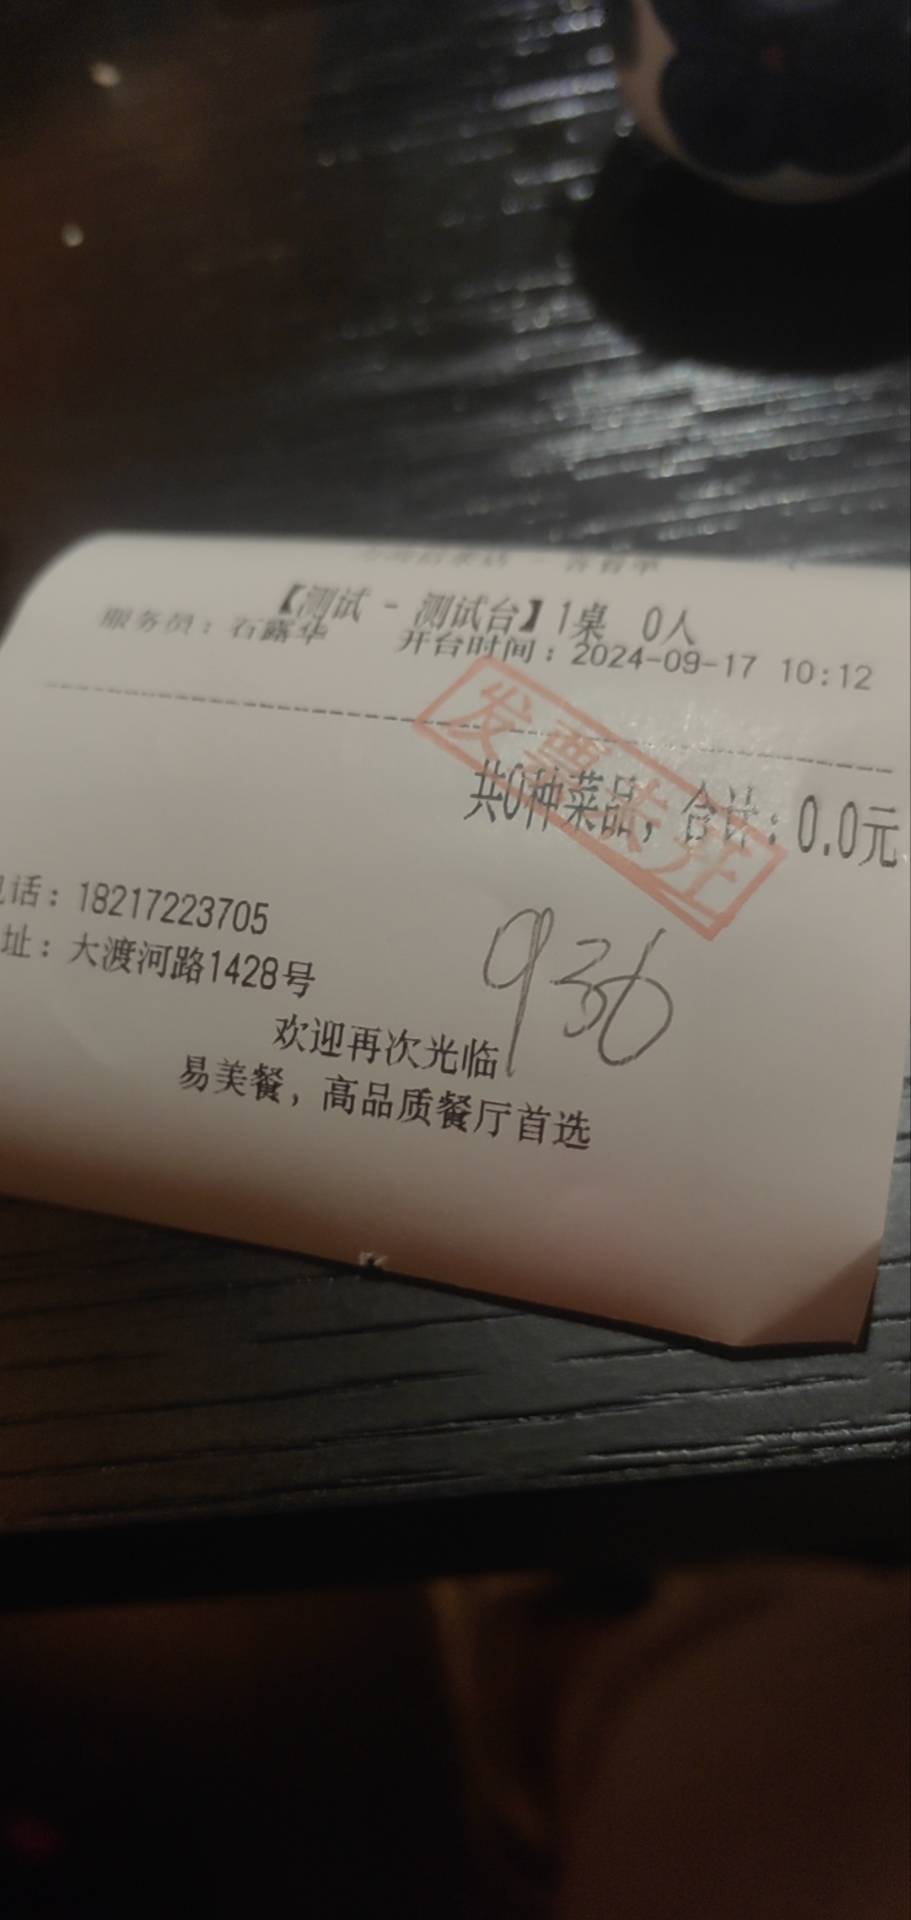 【测试 - 测试台】1桌 0人
服务员：石露华 开台时间：2024-09-17 10:12
发票未开
共0种菜品，合计：0.0元
话：18217223705
址：大渡河路1428号
936
欢迎再次光临
易美餐，高品质餐厅首选